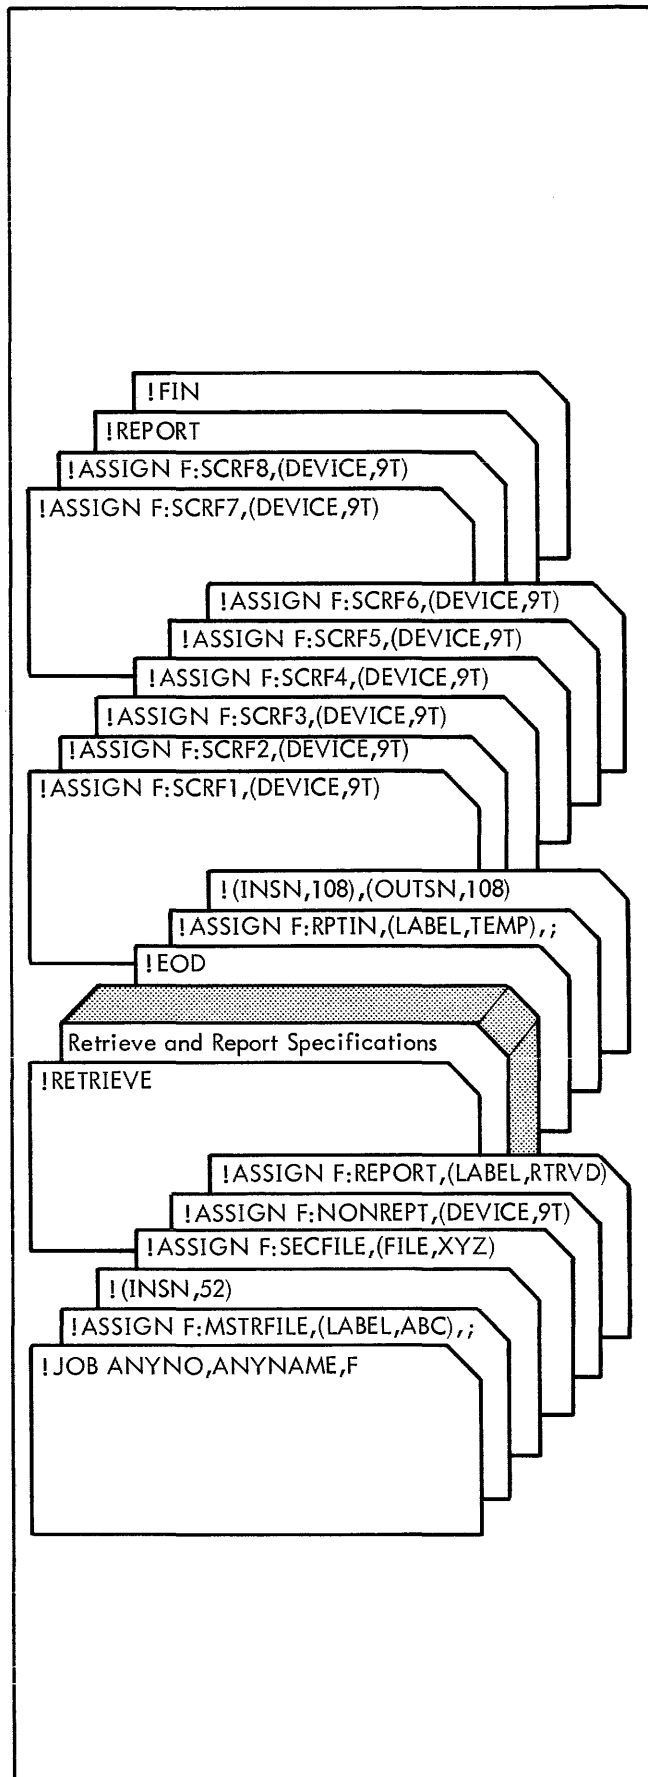 !FIN
!REPORT
!ASSIGN F:SCRF8,(DEVICE,9T)
!ASSIGN F:SCRF7,(DEVICE,9T)
!ASSIGN F:SCRF6,(DEVICE,9T)
!ASSIGN F:SCRF5,(DEVICE,9T)
!ASSIGN F:SCRF4,(DEVICE,9T)
!ASSIGN F:SCRF3,(DEVICE,9T)
!ASSIGN F:SCRF2,(DEVICE,9T)
!ASSIGN F:SCRF1,(DEVICE,9T)
!(INSN,108),(OUTSN,108)
!ASSIGN F:RPTIN,(LABEL,TEMP),;
!EOD
Retrieve and Report Specifications
!RETRIEVE
!ASSIGN F:REPORT,(LABEL,RTRVD)
!ASSIGN F:NONREPT,(DEVICE,9T)
!ASSIGN F:SECFILE,(FILE,XYZ)
!(INSN,52)
!ASSIGN F:MSTRFILE,(LABEL,ABC),;
!JOB ANYNO,ANYNAME,F